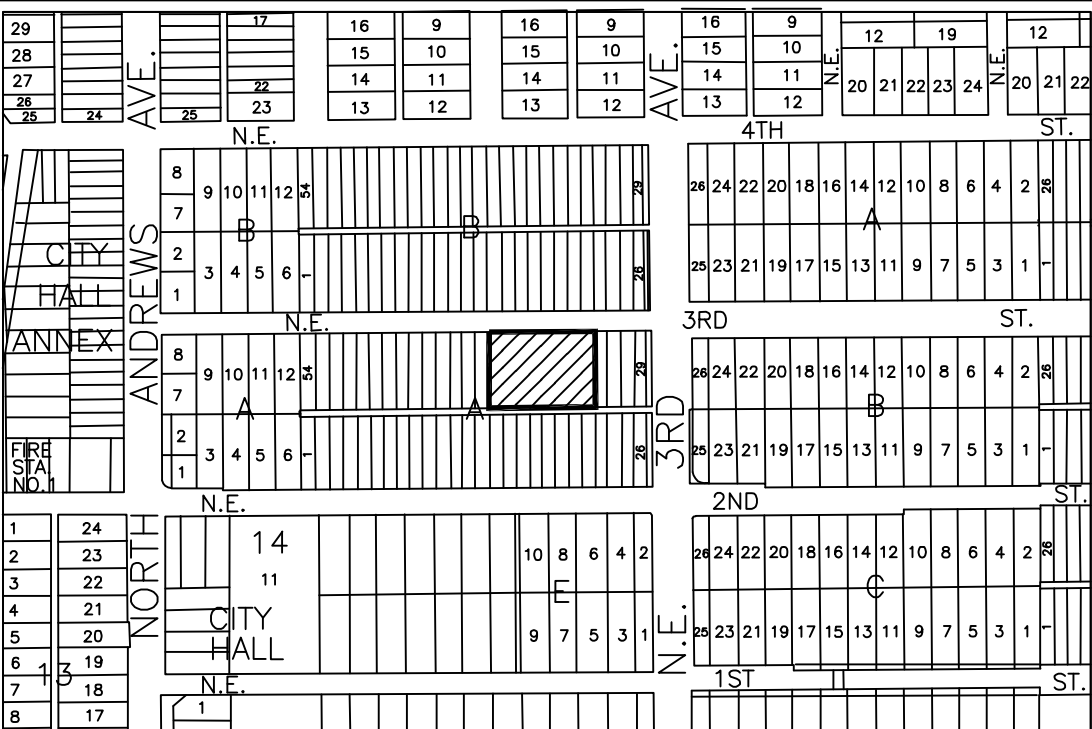 29 17 16 9 16 9 16 9 12 19 12
28 15 10 15 10 15 10
27 22 14 11 14 11 14 11 20 21 22 23 24 20 21 22
26 23 13 12 13 12 13 12
25 24 25
AVE. AVE. N.E. N.E.
N.E. 4TH ST.
8 9 10 11 12 54 29 26 24 22 20 18 16 14 12 10 8 6 4 2 26
7
B B A
2 3 4 5 6 1 26 25 23 21 19 17 15 13 11 9 7 5 3 1 1
1
CITY
HALL
ANNEX
N.E. 3RD ST.
8 9 10 11 12 54 29 26 24 22 20 18 16 14 12 10 8 6 4 2 26
7
A A B
2 3 4 5 6 1 26 25 23 21 19 17 15 13 11 9 7 5 3 1 1
1
FIRE
STA.
NO.1
N.E. 2ND ST.
NORTH ANDREWS
N.E. 3RD
1 24 14 10 8 6 4 2 26 24 22 20 18 16 14 12 10 8 6 4 2 26
2 23 11
3 22 E C
4 21 CITY
5 20 HALL 9 7 5 3 1 25 23 21 19 17 15 13 11 9 7 5 3 1 1
6 13 19
N.E. 1ST ST.
7 18 1
8 17